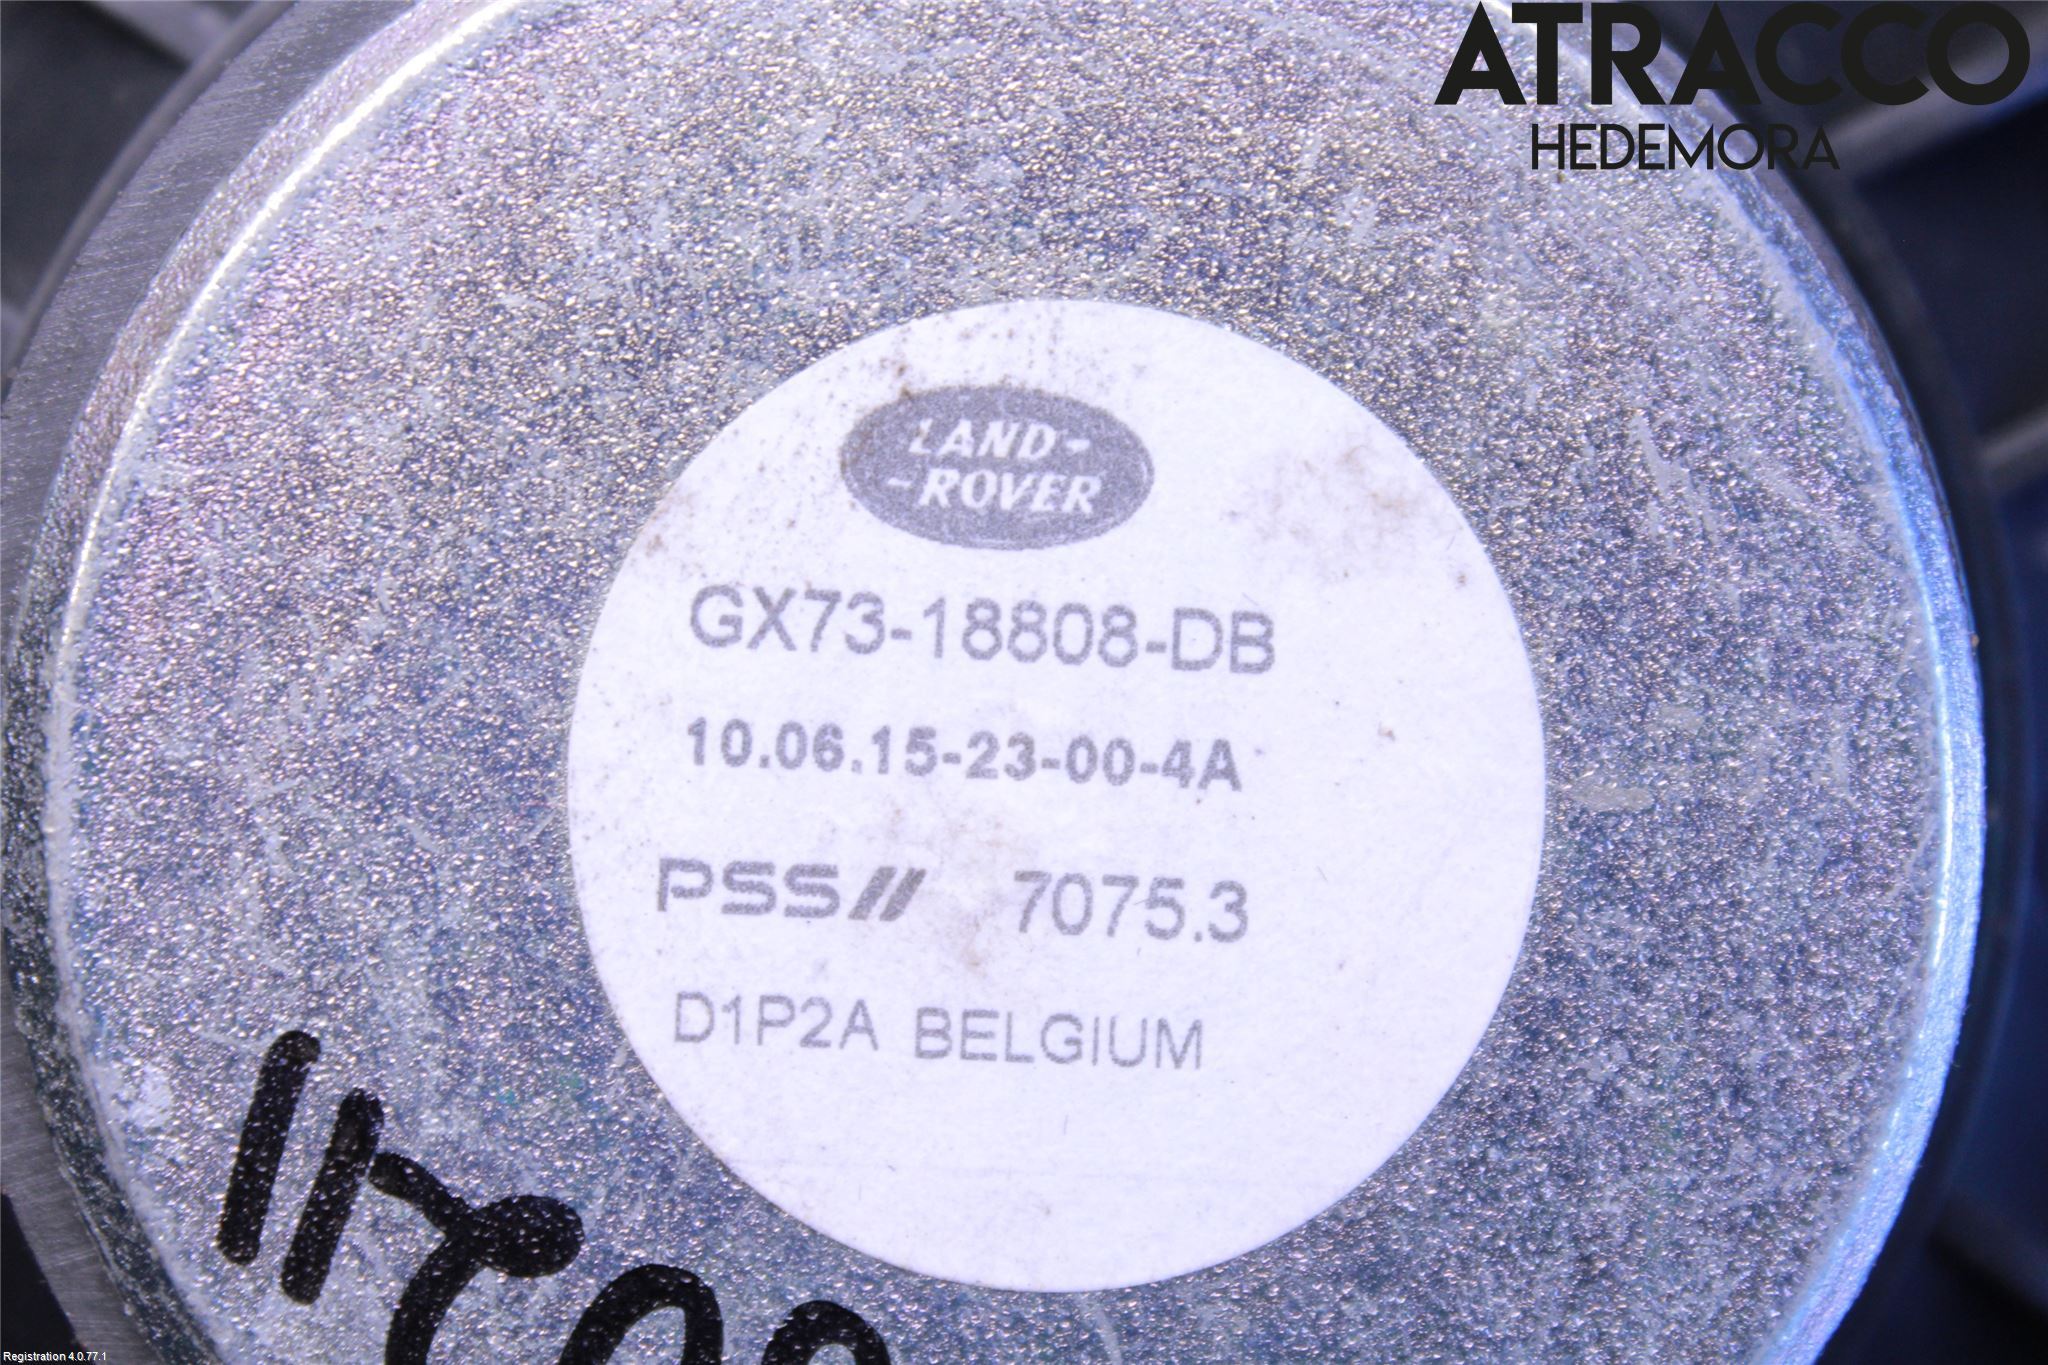 ATRACCO
HEDEMORA
LAND-
-ROVER
GX73-18808-DB
10.06.15-23-00-4A
PSS// 7075.3
D1P2A BELGIUM
Registration 4.0.77.1